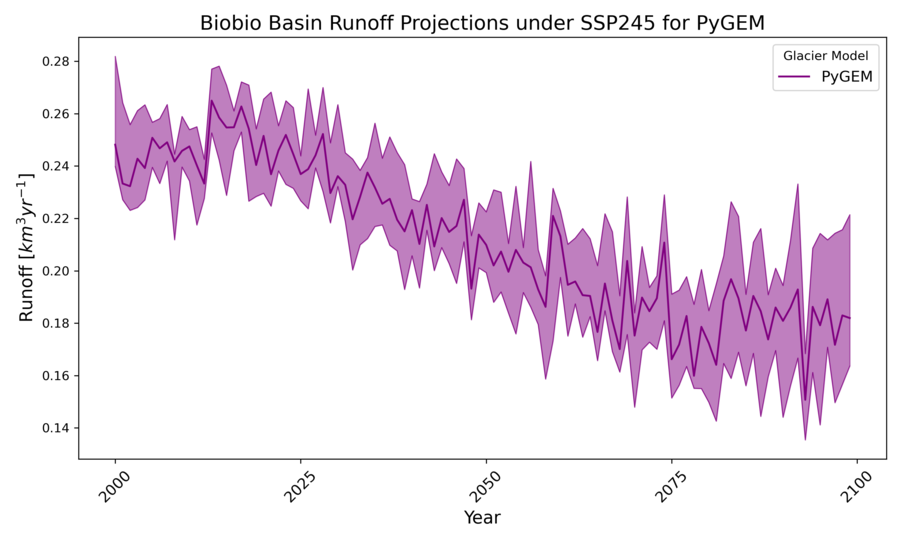 Biobio Basin Runoff Projections under SSP245 for PyGEM
Glacier Model
PyGEM
Runoff [km³yr⁻¹]
0.28
0.26
0.24
0.22
0.20
0.18
0.16
0.14
2000
2025
2050
2075
2100
Year